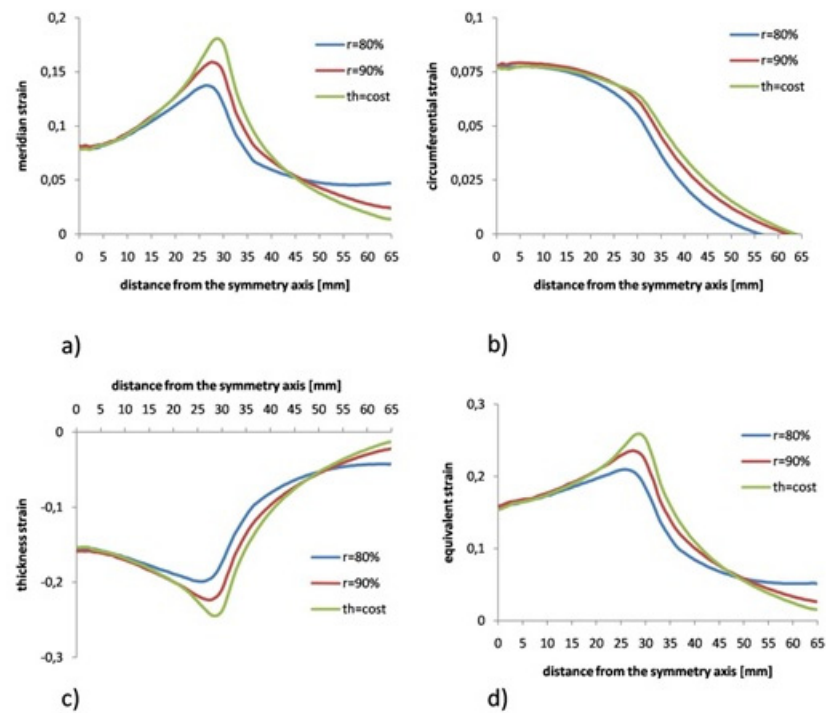 0,2
0,15
0,1
0,05
0
meridian strain
r=80%
r=90%
th=cost
0 5 10 15 20 25 30 35 40 45 50 55 60 65
distance from the symmetry axis [mm]
a)
0,1
0,075
0,05
0,025
0
circumferential strain
r=80%
r=90%
th=cost
0 5 10 15 20 25 30 35 40 45 50 55 60 65
distance from the symmetry axis [mm]
b)
distance from the symmetry axis [mm]
0 5 10 15 20 25 30 35 40 45 50 55 60 65
0
-0,1
-0,2
-0,3
thickness strain
r=80%
r=90%
th=cost
c)
0,3
0,2
0,1
0
equivalent strain
r=80%
r=90%
th=cost
0 5 10 15 20 25 30 35 40 45 50 55 60 65
distance from the symmetry axis [mm]
d)